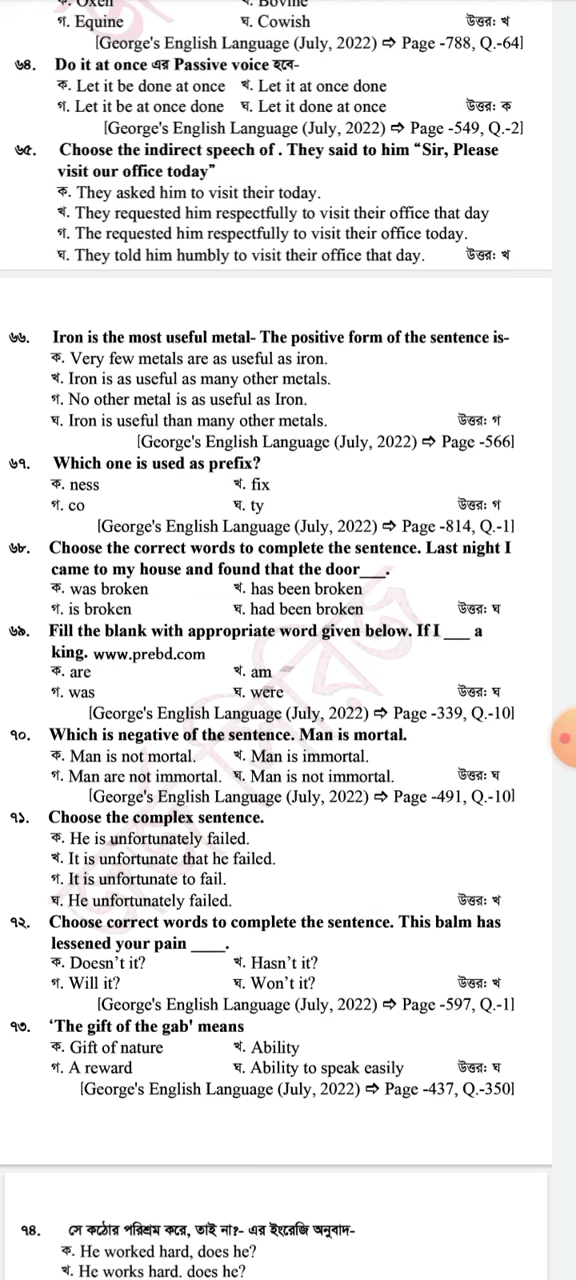 ক. Oxen খ. Bovine
গ. Equine ঘ. Cowish উত্তর: খ
[George's English Language (July, 2022) ⇨ Page -788, Q.-64]
৬৪. Do it at once এর Passive voice হবে-
ক. Let it be done at once খ. Let it at once done
গ. Let it be at once done ঘ. Let it done at once উত্তর: ক
[George's English Language (July, 2022) ⇨ Page -549, Q.-2]
৬৫. Choose the indirect speech of . They said to him “Sir, Please
visit our office today”
ক. They asked him to visit their today.
খ. They requested him respectfully to visit their office that day
গ. The requested him respectfully to visit their office today.
ঘ. They told him humbly to visit their office that day. উত্তর: খ
৬৬. Iron is the most useful metal- The positive form of the sentence is-
ক. Very few metals are as useful as iron.
খ. Iron is as useful as many other metals.
গ. No other metal is as useful as Iron.
ঘ. Iron is useful than many other metals. উত্তর: গ
[George's English Language (July, 2022) ⇨ Page -566]
৬৭. Which one is used as prefix?
ক. ness খ. fix
গ. co ঘ. ty উত্তর: গ
[George's English Language (July, 2022) ⇨ Page -814, Q.-1]
৬৮. Choose the correct words to complete the sentence. Last night I
came to my house and found that the door___.
ক. was broken খ. has been broken
গ. is broken ঘ. had been broken উত্তর: ঘ
৬৯. Fill the blank with appropriate word given below. If I ___ a
king. www.prebd.com
ক. are খ. am
গ. was ঘ. were উত্তর: ঘ
[George's English Language (July, 2022) ⇨ Page -339, Q.-10]
৭০. Which is negative of the sentence. Man is mortal.
ক. Man is not mortal. খ. Man is immortal.
গ. Man are not immortal. ঘ. Man is not immortal. উত্তর: ঘ
[George's English Language (July, 2022) ⇨ Page -491, Q.-10]
৭১. Choose the complex sentence.
ক. He is unfortunately failed.
খ. It is unfortunate that he failed.
গ. It is unfortunate to fail.
ঘ. He unfortunately failed. উত্তর: খ
৭২. Choose correct words to complete the sentence. This balm has
lessened your pain ____.
ক. Doesn’t it? খ. Hasn’t it?
গ. Will it? ঘ. Won’t it? উত্তর: খ
[George's English Language (July, 2022) ⇨ Page -597, Q.-1]
৭৩. ‘The gift of the gab' means
ক. Gift of nature খ. Ability
গ. A reward ঘ. Ability to speak easily উত্তর: ঘ
[George's English Language (July, 2022) ⇨ Page -437, Q.-350]
৭৪. সে কঠোর পরিশ্রম করে, তাই না?- এর ইংরেজি অনুবাদ-
ক. He worked hard, does he?
খ. He works hard, does he?